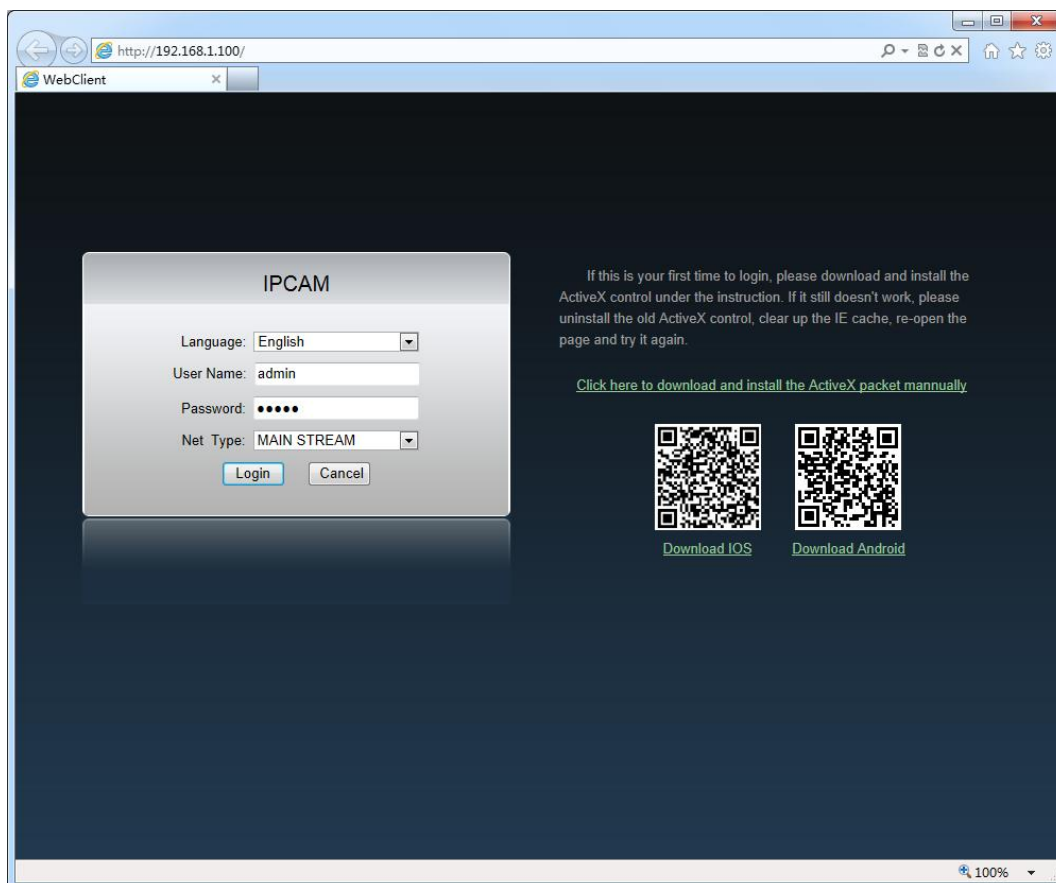 http://192.168.1.100/
WebClient
IPCAM
Language: English
User Name: admin
Password: •••••
Net Type: MAIN STREAM
Login Cancel
If this is your first time to login, please download and install the
ActiveX control under the instruction. If it still doesn't work, please
uninstall the old ActiveX control, clear up the IE cache, re-open the
page and try it again.
Click here to download and install the ActiveX packet mannually
Download IOS Download Android
100%